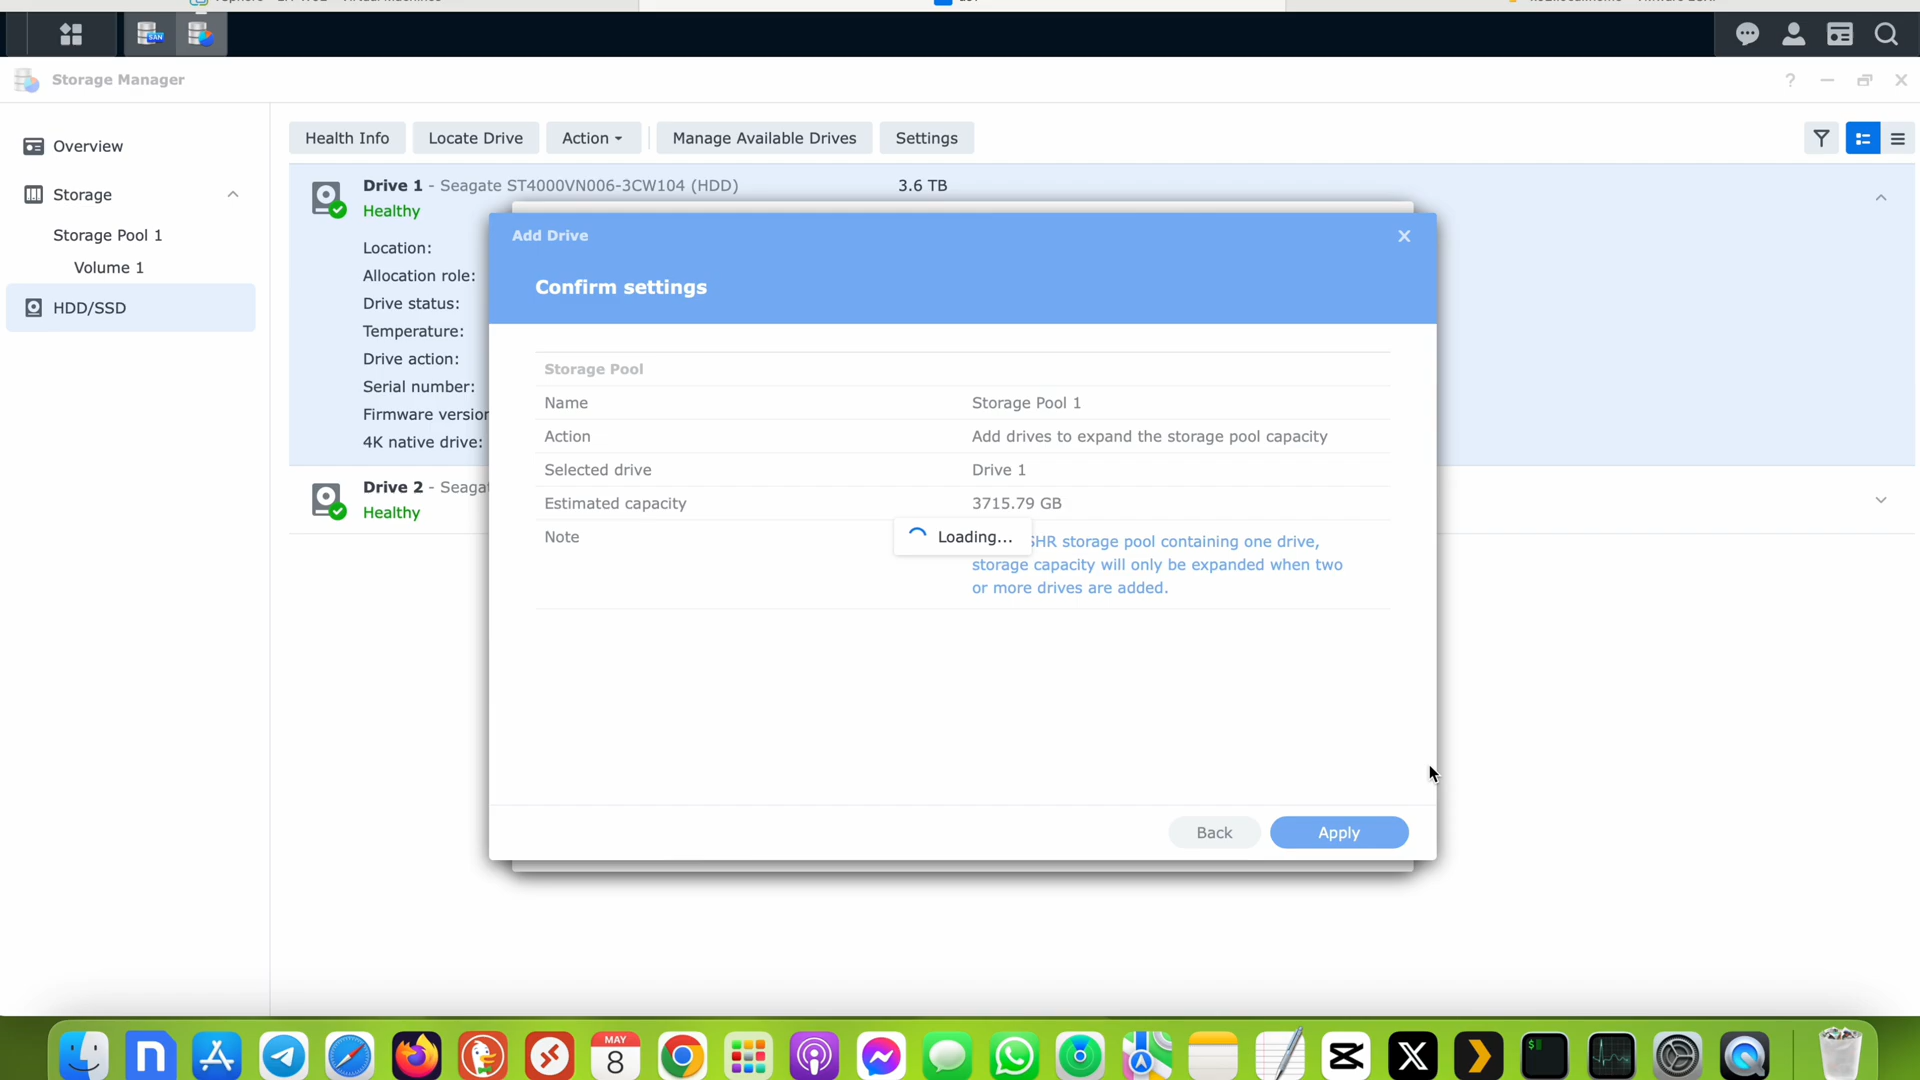 Storage Manager
?
Overview
Storage
Storage Pool 1
Volume 1
HDD/SSD
Health Info
Locate Drive
Action
Manage Available Drives
Settings
Drive 1 - Seagate ST4000VN006-3CW104 (HDD)
3.6 TB
Healthy
Location:
Allocation role:
Drive status:
Temperature:
Drive action:
Serial number:
Firmware version
4K native drive:
Drive 2 - Seaga
Healthy
Add Drive
Confirm settings
Storage Pool
Name
Storage Pool 1
Action
Add drives to expand the storage pool capacity
Selected drive
Drive 1
Estimated capacity
3715.79 GB
Note
Loading...
SHR storage pool containing one drive,
storage capacity will only be expanded when two
or more drives are added.
Back
Apply
SAN
MAY
8